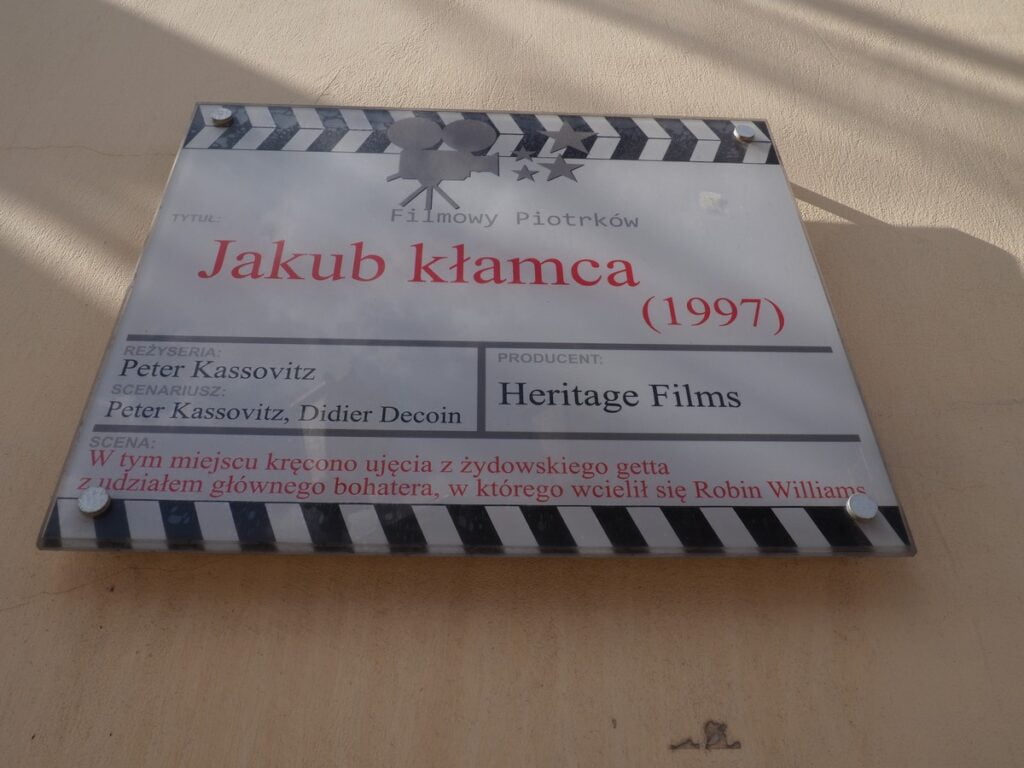 Filmowy Piotrków
TYTUŁ:
Jakub kłamca
(1997)
REŻYSERIA:
Peter Kassovitz
SCENARIUSZ:
Peter Kassovitz, Didier Decoin
PRODUCENT:
Heritage Films
SCENA:
W tym miejscu kręcono ujęcia z żydowskiego getta
z udziałem głównego bohatera, w którego wcielił się Robin Williams